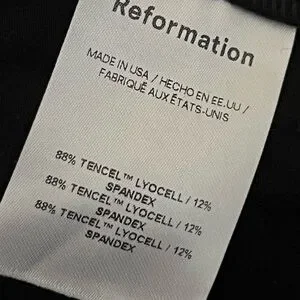 Reformation
MADE IN USA / HECHO EN EE.UU /
FABRIQUÉ AUX ÉTATS-UNIS
88% TENCEL™ LYOCELL / 12%
SPANDEX
88% TENCEL™ LYOCELL / 12%
SPANDEX
88% TENCEL™ LYOCELL / 12%
SPANDEX